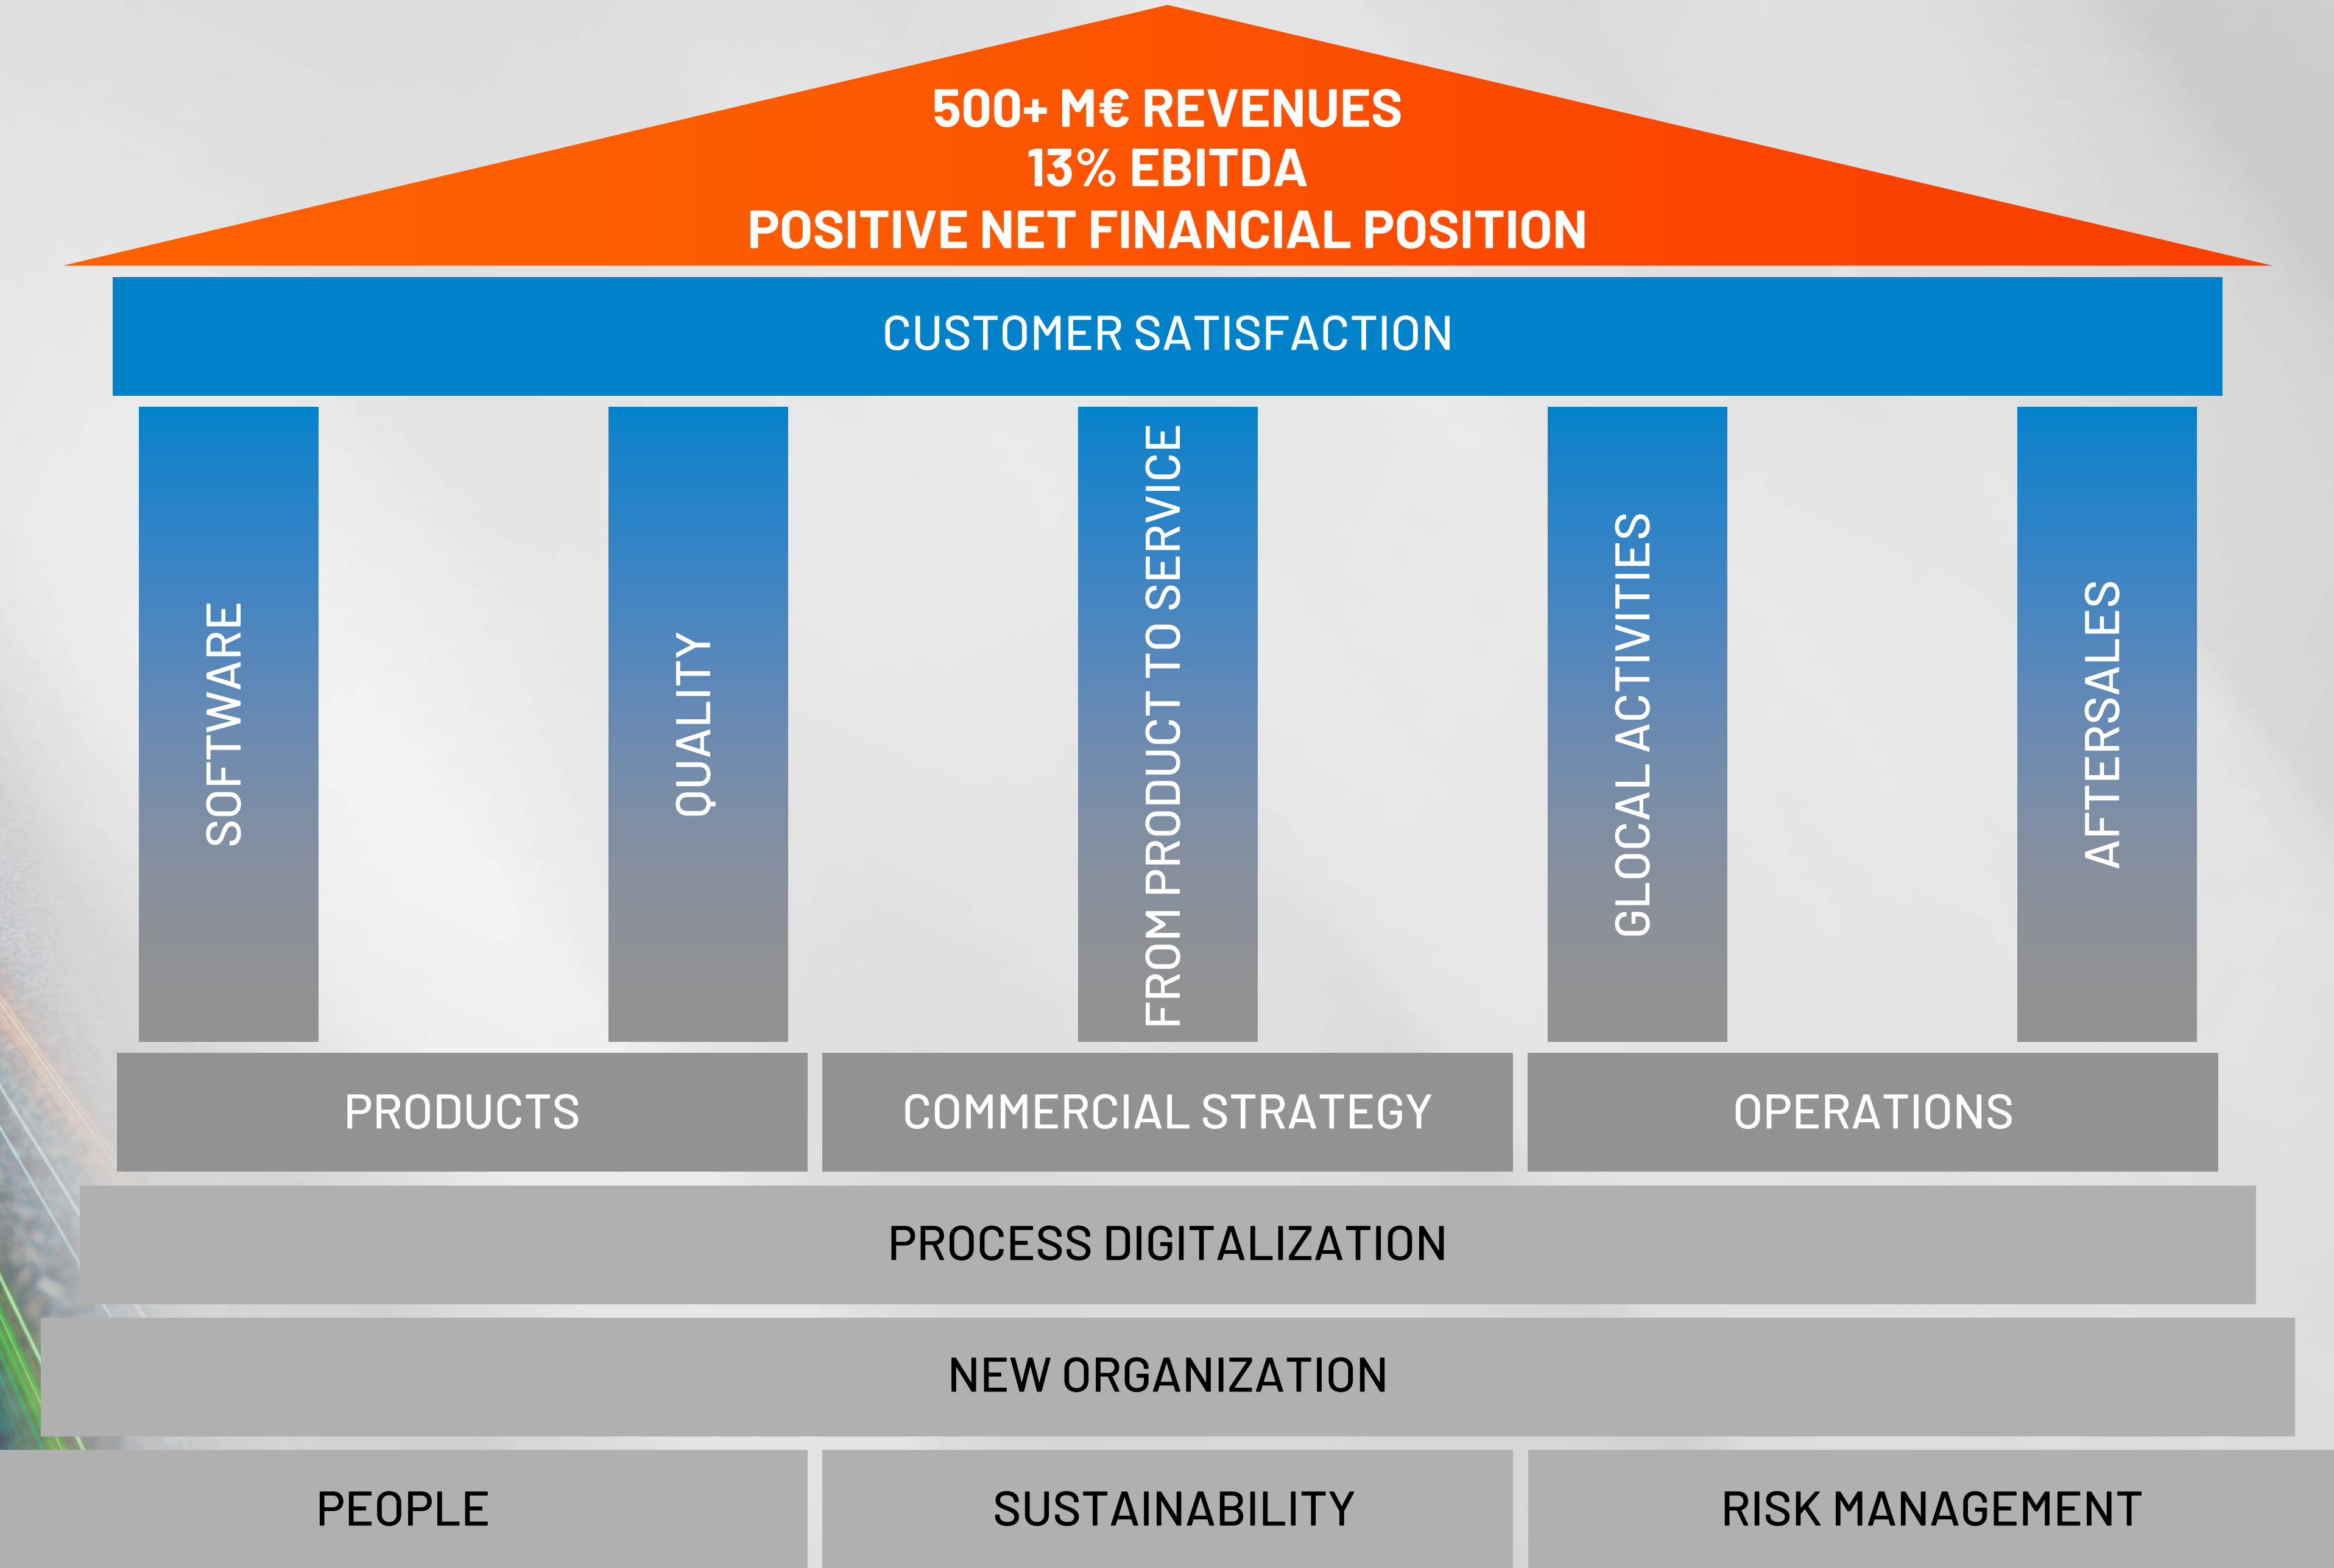 500+ M€ REVENUES
13% EBITDA
POSITIVE NET FINANCIAL POSITION
CUSTOMER SATISFACTION
SOFTWARE
QUALITY
FROM PRODUCT TO SERVICE
GLOCAL ACTIVITIES
AFTERSALES
PRODUCTS
COMMERCIAL STRATEGY
OPERATIONS
PROCESS DIGITALIZATION
NEW ORGANIZATION
PEOPLE
SUSTAINABILITY
RISK MANAGEMENT